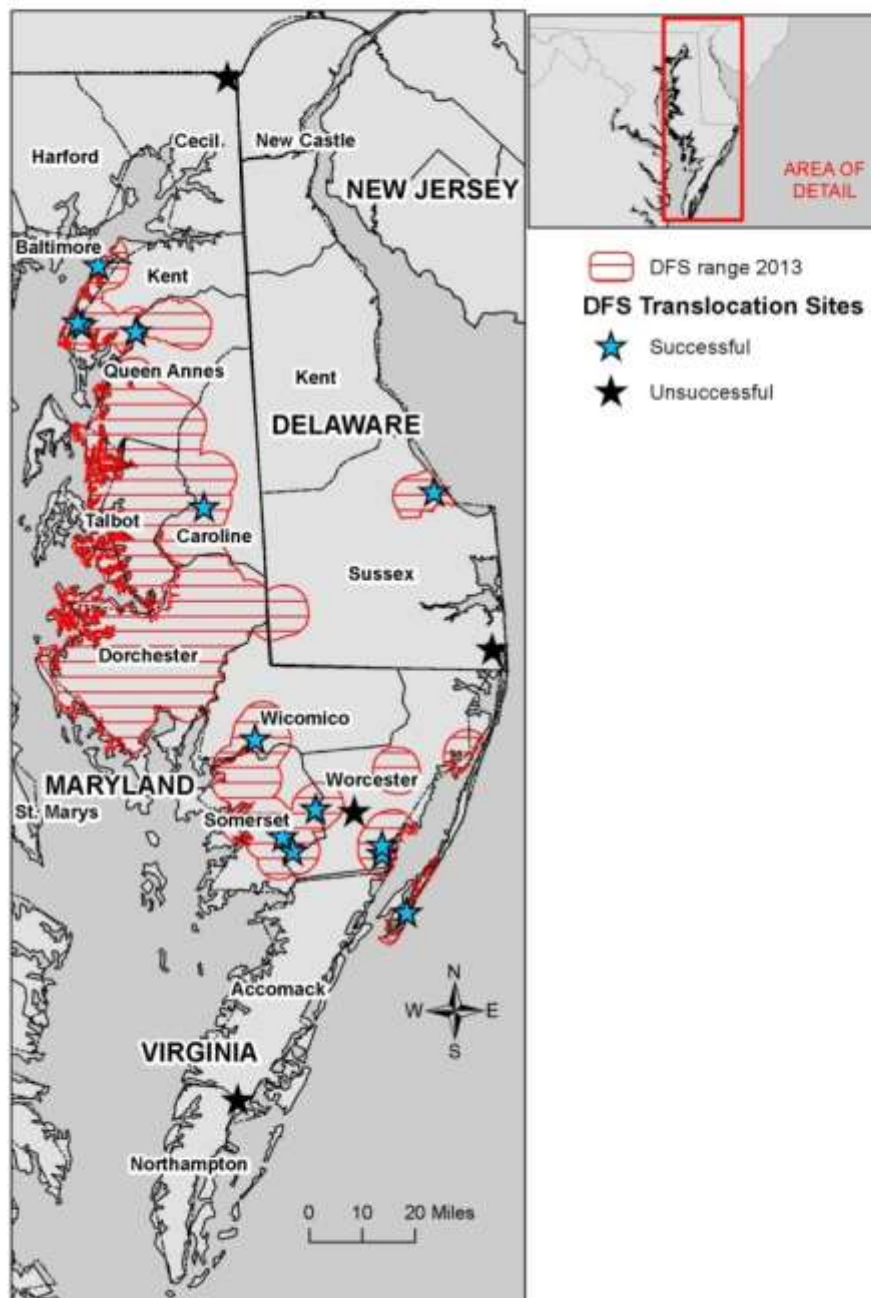 Cecil.
New Castle
Harford
NEW JERSEY
Baltimore
Kent
Queen Annes
Kent
DELAWARE
Talbot
Caroline
Sussex
Dorchester
Wicomico
MARYLAND
Worcester
St. Marys
Somerset
Accomack
N
W
E
S
VIRGINIA
Northampton
0 10 20 Miles
AREA OF
DETAIL
DFS range 2013
DFS Translocation Sites
Successful
Unsuccessful